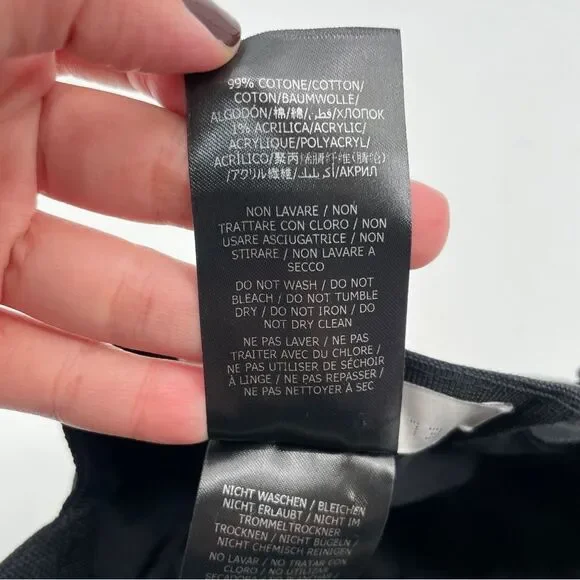 99% COTONE/COTTON/
COTON/BAUMWOLLE/
ALGODÓN/棉/綿/قطن/ХЛОПОК
1% ACRILICA/ACRYLIC/
ACRYLIQUE/POLYACRYL/
ACRÍLICO/聚丙烯腈纤维(腈纶)
/アクリル繊維/أكريليك/АКРИЛ
NON LAVARE / NON
TRATTARE CON CLORO / NON
USARE ASCIUGATRICE / NON
STIRARE / NON LAVARE A
SECCO
DO NOT WASH / DO NOT
BLEACH / DO NOT TUMBLE
DRY / DO NOT IRON / DO
NOT DRY CLEAN
NE PAS LAVER / NE PAS
TRAITER AVEC DU CHLORE /
NE PAS UTILISER DE SÉCHOIR
À LINGE / NE PAS REPASSER /
NE PAS NETTOYER À SEC
NICHT WASCHEN / BLEICHEN
NICHT ERLAUBT / NICHT IM
TROMMELTROCKNER
TROCKNEN / NICHT BÜGELN /
NICHT CHEMISCH REINIGEN
NO LAVAR / NO TRATAR CON
CLORO / NO UTILIZAR